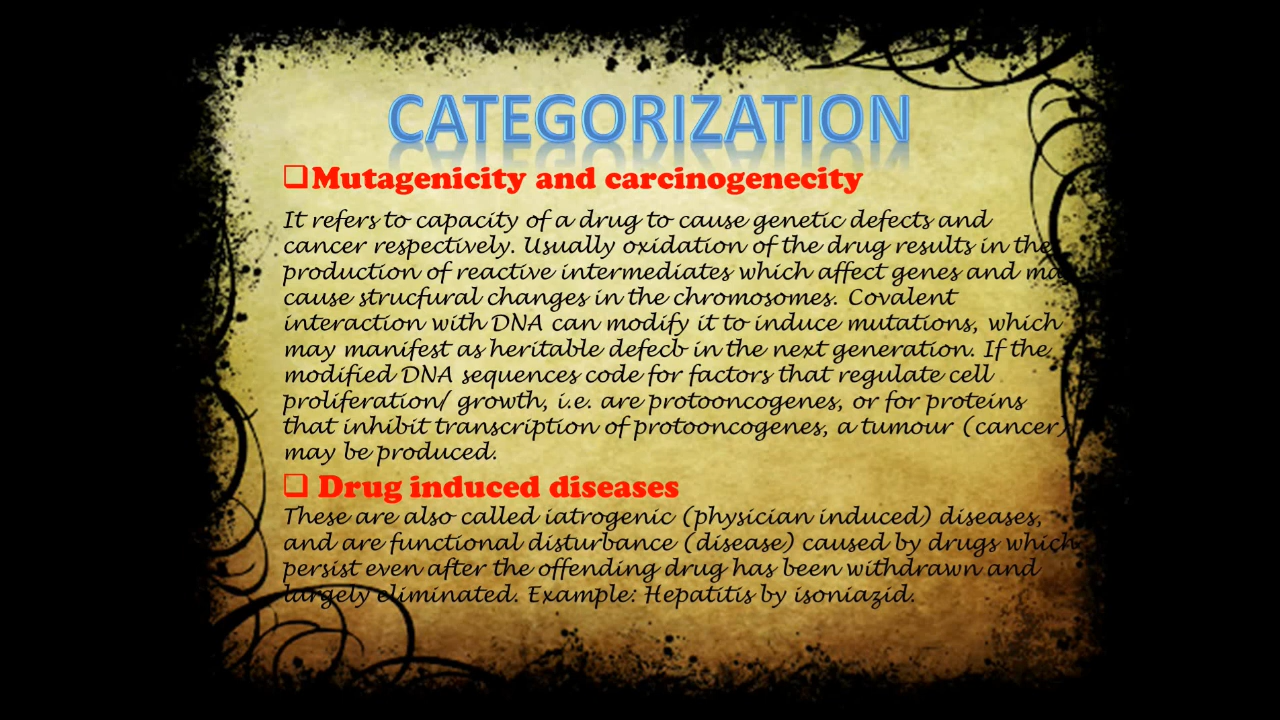 CATEGORIZATION
❑Mutagenicity and carcinogenecity
It refers to capacity of a drug to cause genetic defects and
cancer respectively. Usually oxidation of the drug results in the
production of reactive intermediates which affect genes and may
cause strucfural changes in the chromosomes. Covalent
interaction with DNA can modify it to induce mutations, which
may manifest as heritable defecb in the next generation. If the
modified DNA sequences code for factors that regulate cell
proliferation/ growth, i.e. are protooncogenes, or for proteins
that inhibit transcription of protooncogenes, a tumour (cancer)
may be produced.
❑ Drug induced diseases
These are also called iatrogenic (physician induced) diseases,
and are functional disturbance (disease) caused by drugs which
persist even after the offending drug has been withdrawn and
largely eliminated. Example: Hepatitis by isoniazid.